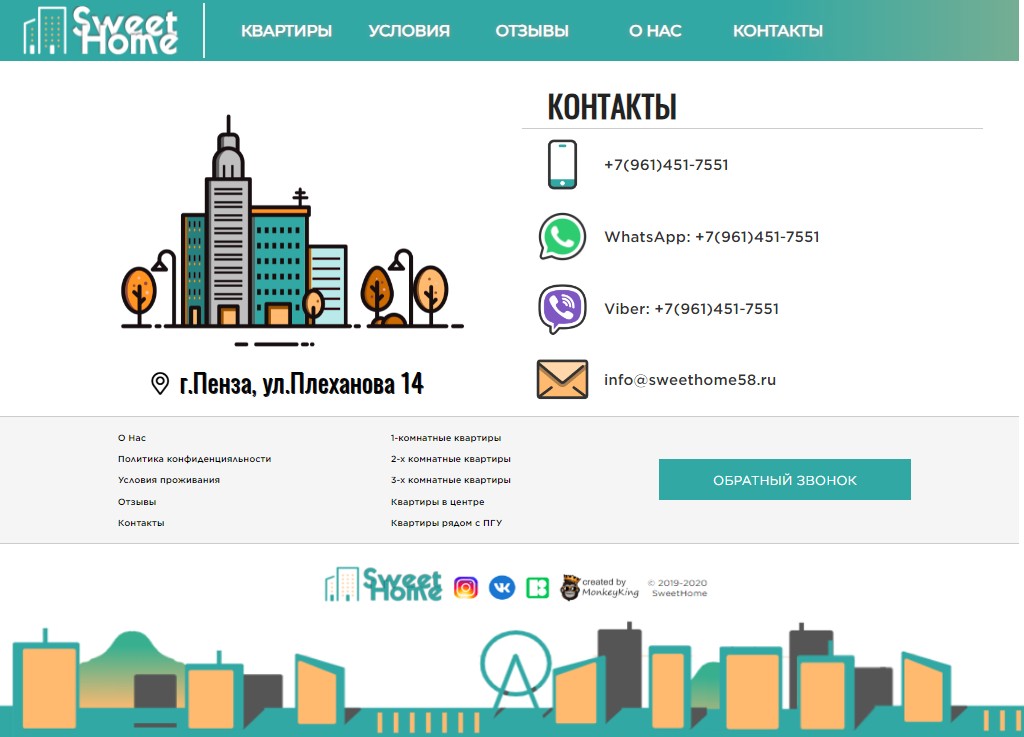 Sweet
Home
КВАРТИРЫ УСЛОВИЯ ОТЗЫВЫ О НАС КОНТАКТЫ
КОНТАКТЫ
+7(961)451-7551
WhatsApp: +7(961)451-7551
Viber: +7(961)451-7551
info@sweethome58.ru
г.Пенза, ул.Плеханова 14
О Нас
Политика конфиденцияльности
Условия проживания
Отзывы
Контакты
1-комнатные квартиры
2-х комнатные квартиры
3-х комнатные квартиры
Квартиры в центре
Квартиры рядом с ПГУ
ОБРАТНЫЙ ЗВОНОК
Sweet
Home
created by
MonkeyKing
© 2019-2020
SweetHome